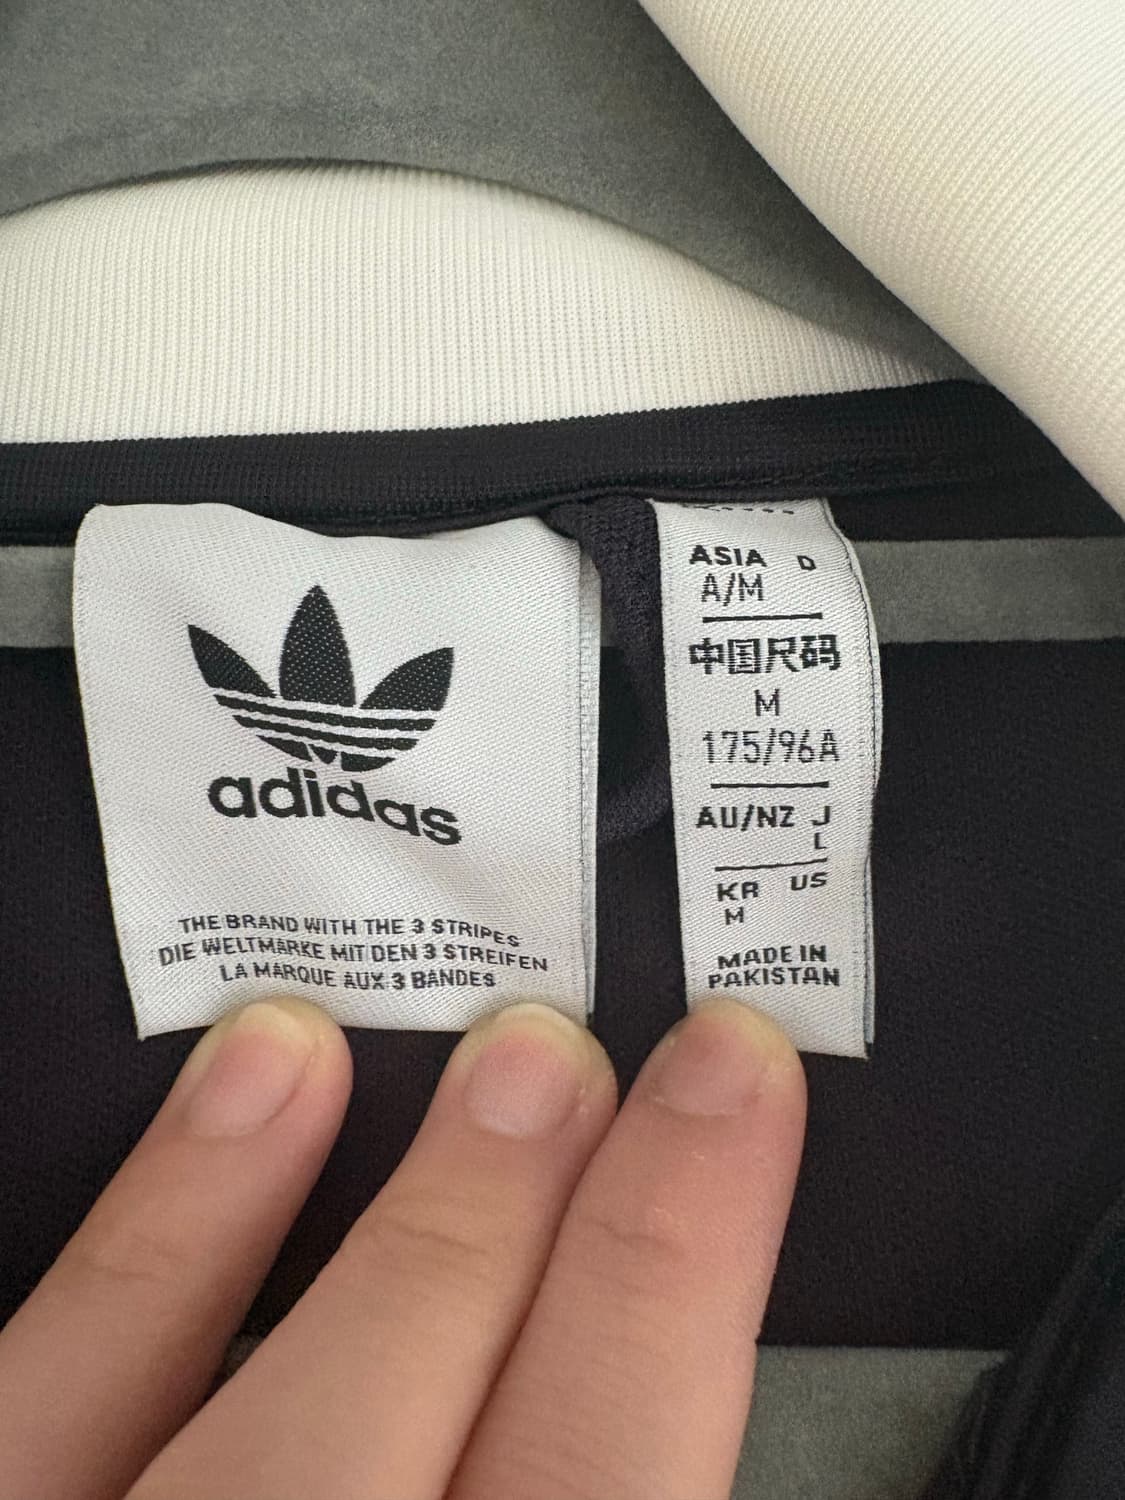 adidas
THE BRAND WITH THE 3 STRIPES
DIE WELTMARKE MIT DEN 3 STREIFEN
LA MARQUE AUX 3 BANDES
ASIA D
A/M
中国尺码
M
175/96A
AU/NZ J
L
KR US
M
MADE IN
PAKISTAN